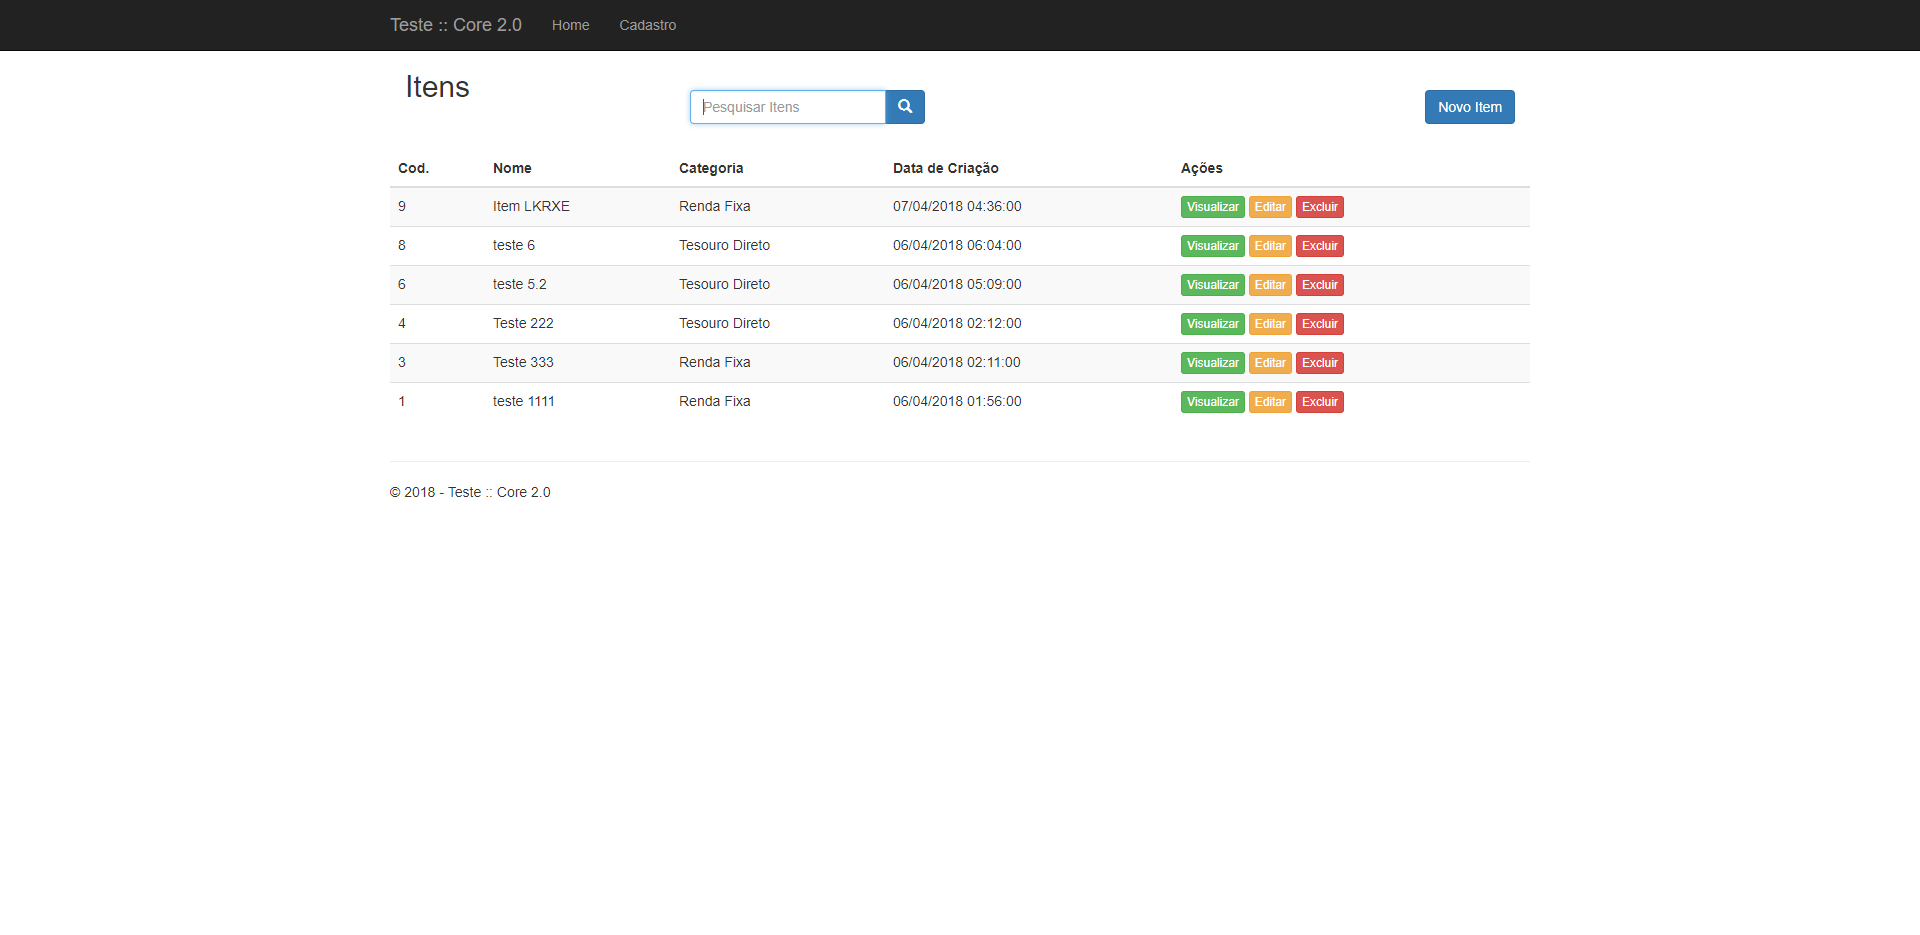 Teste :: Core 2.0 Home Cadastro
Itens
Pesquisar Itens
Novo Item
Cod. Nome Categoria Data de Criação Ações
9 Item LKRXE Renda Fixa 07/04/2018 04:36:00 Visualizar Editar Excluir
8 teste 6 Tesouro Direto 06/04/2018 06:04:00 Visualizar Editar Excluir
6 teste 5.2 Tesouro Direto 06/04/2018 05:09:00 Visualizar Editar Excluir
4 Teste 222 Tesouro Direto 06/04/2018 02:12:00 Visualizar Editar Excluir
3 Teste 333 Renda Fixa 06/04/2018 02:11:00 Visualizar Editar Excluir
1 teste 1111 Renda Fixa 06/04/2018 01:56:00 Visualizar Editar Excluir
© 2018 - Teste :: Core 2.0